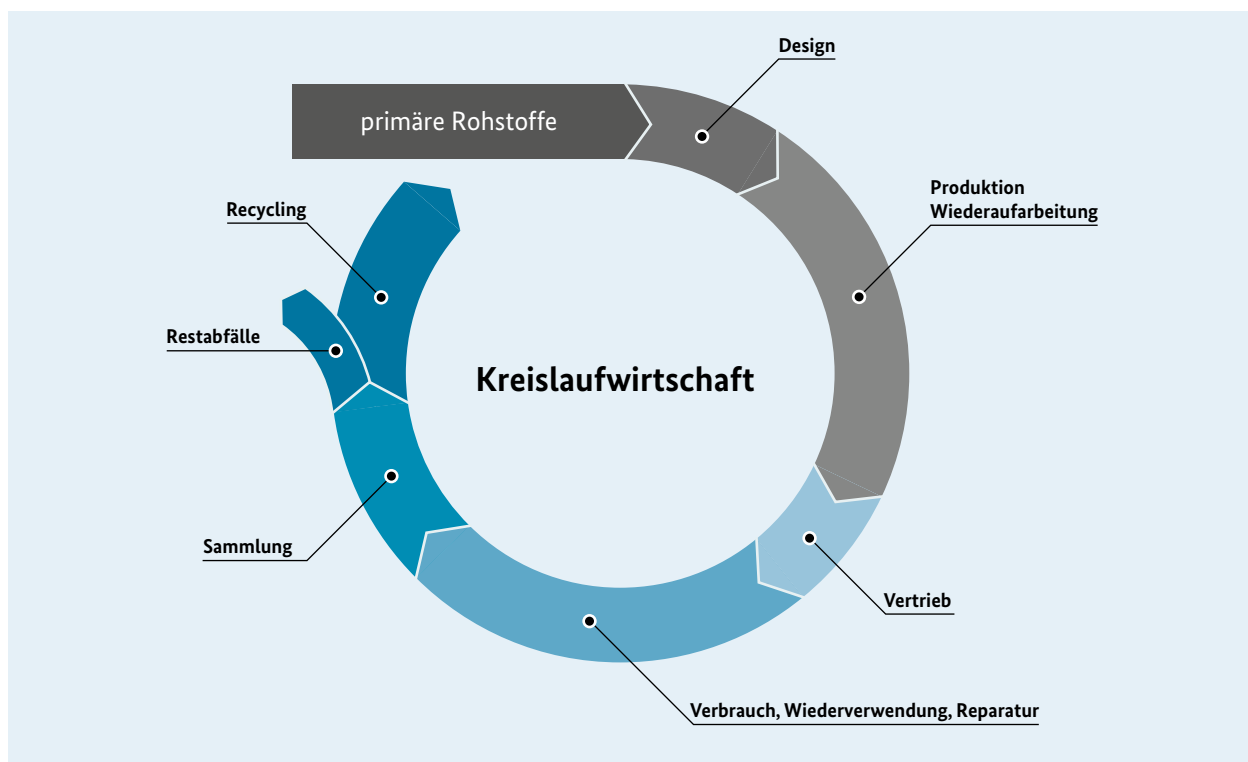 primäre Rohstoffe
Design
Produktion
Wiederaufarbeitung
Vertrieb
Verbrauch, Wiederverwendung, Reparatur
Sammlung
Restabfälle
Recycling
Kreislaufwirtschaft